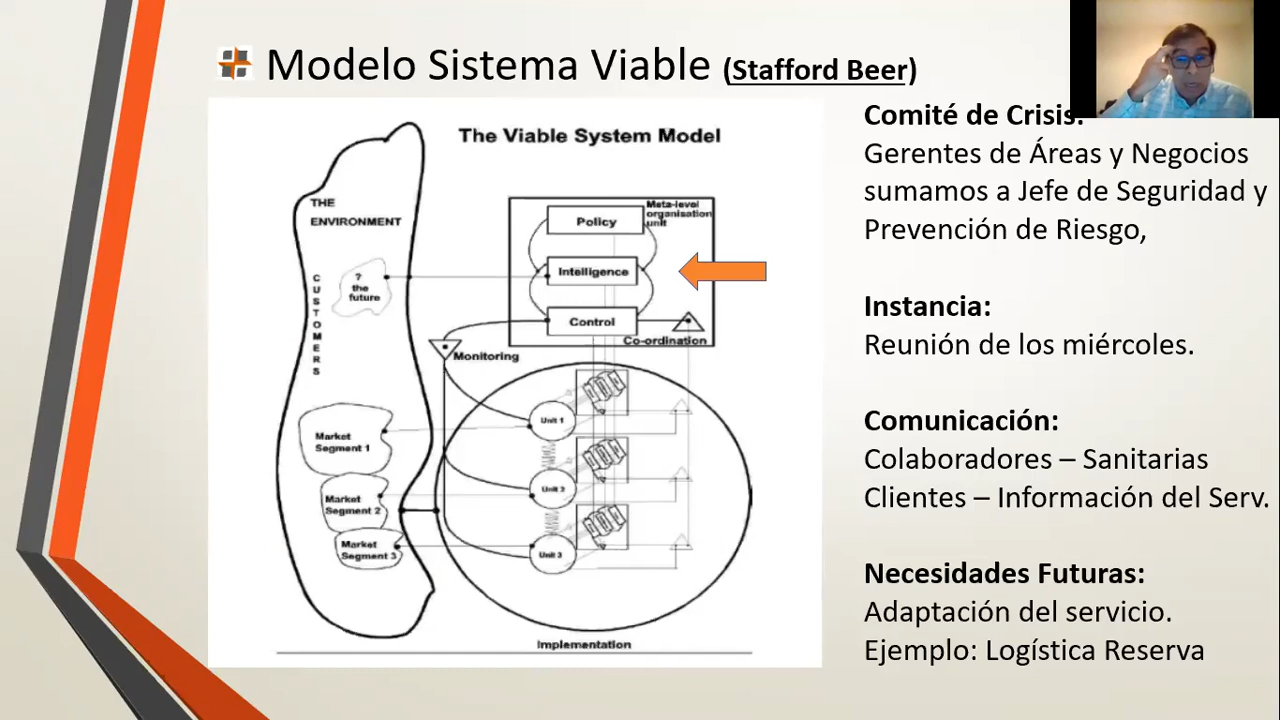 Modelo Sistema Viable (Stafford Beer)
The Viable System Model
THE
ENVIRONMENT
CUSTOMERS
?
the
future
Market
Segment 1
Market
Segment 2
Market
Segment 3
Policy
Meta-level
organisation
unit
Intelligence
Control
Co-ordination
Monitoring
Unit 1
Unit 2
Unit 3
Implementation
Comité de Crisis:
Gerentes de Áreas y Negocios
sumamos a Jefe de Seguridad y
Prevención de Riesgo,
Instancia:
Reunión de los miércoles.
Comunicación:
Colaboradores – Sanitarias
Clientes – Información del Serv.
Necesidades Futuras:
Adaptación del servicio.
Ejemplo: Logística Reserva